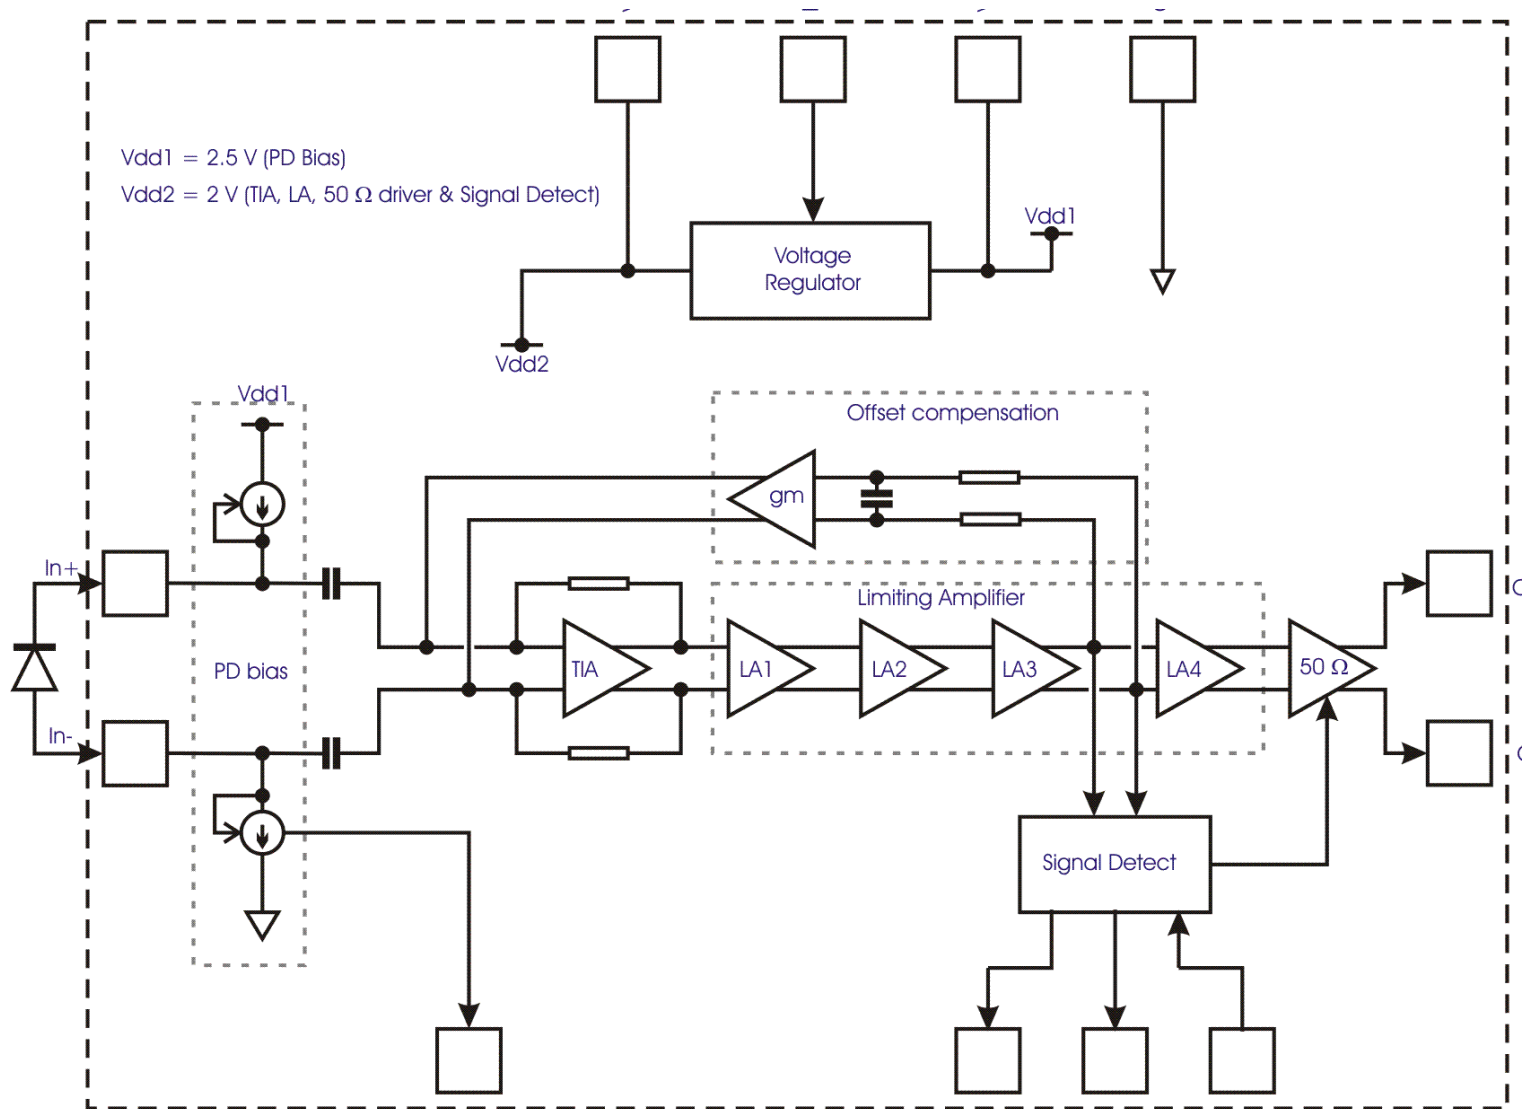 Vdd1 = 2.5 V (PD Bias)
Vdd2 = 2 V (TIA, LA, 50 Ω driver & Signal Detect)
Vdd1
Voltage
Regulator
Vdd2
Vdd1
Offset compensation
gm
In+
Limiting Amplifier
PD bias
TIA
LA1
LA2
LA3
LA4
50 Ω
In-
Signal Detect